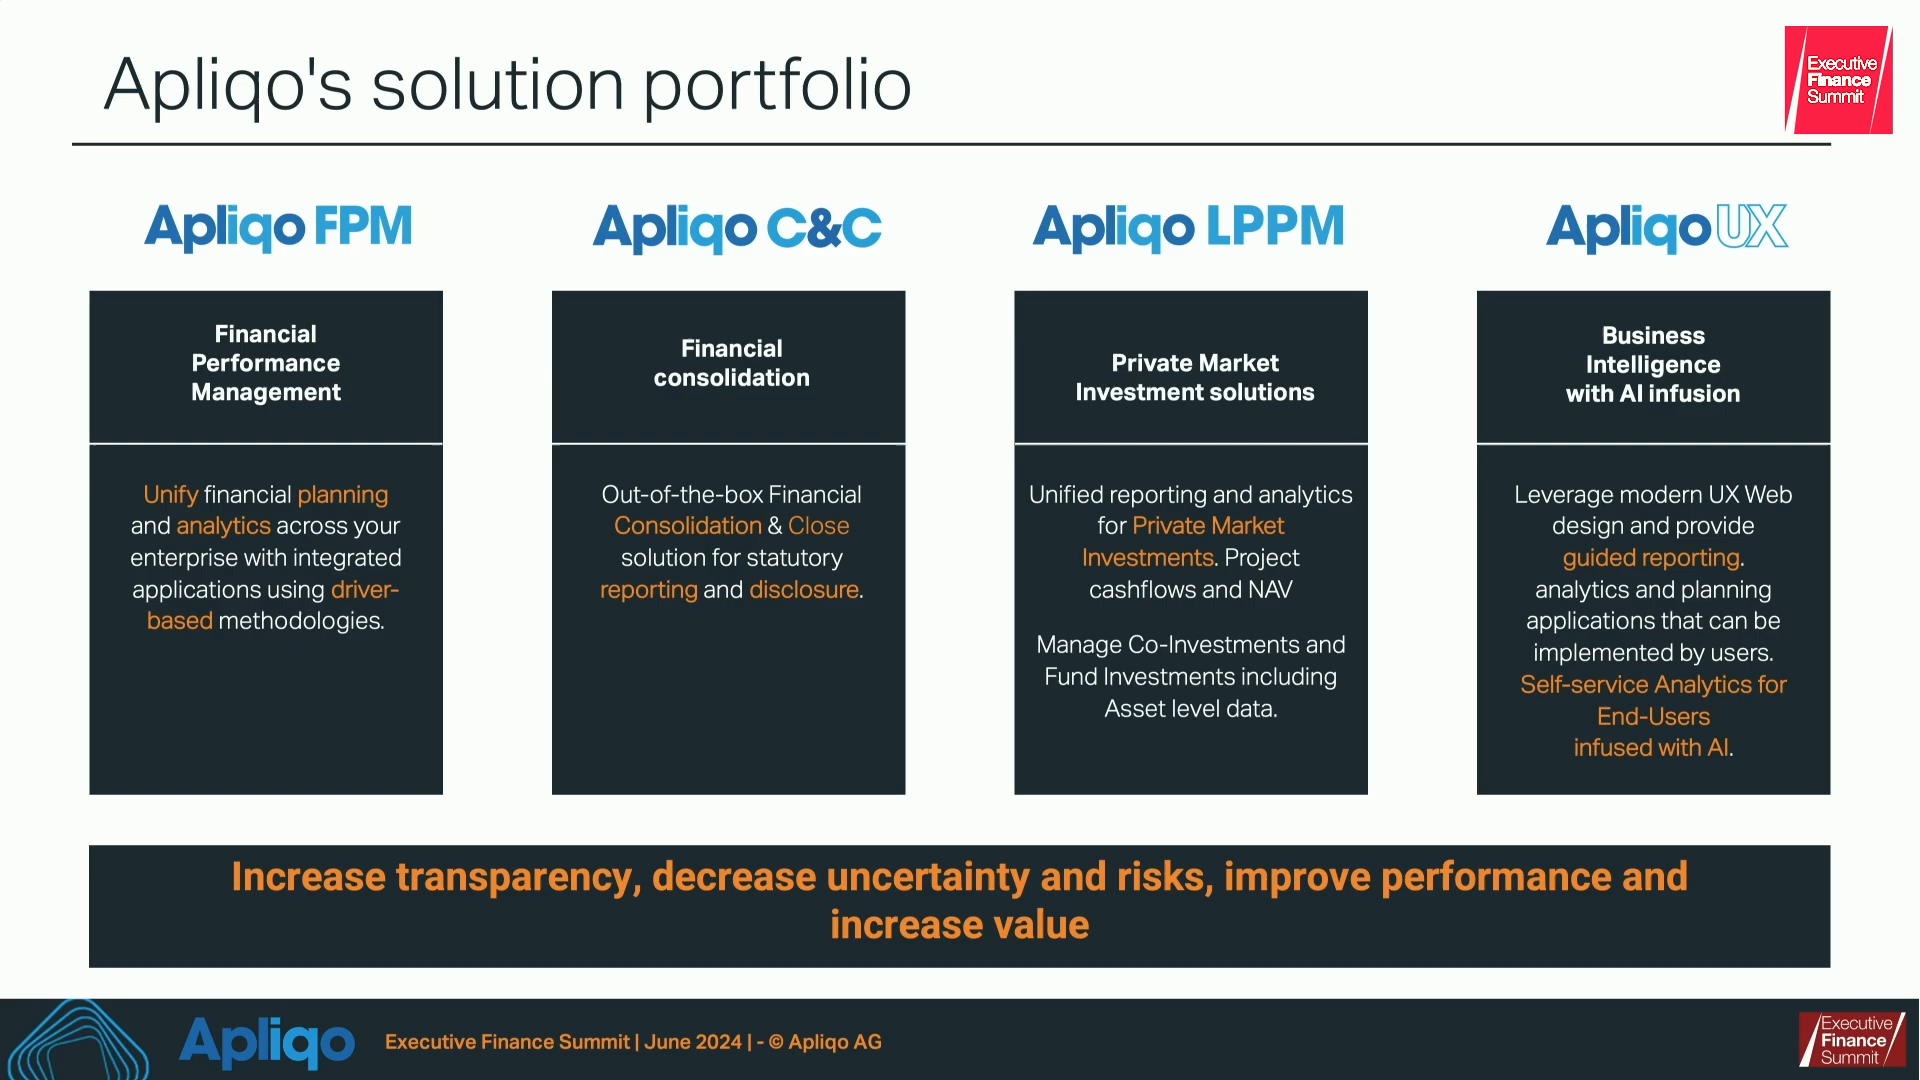 Apliqo's solution portfolio
Executive
Finance
Summit
Apliqo FPM
Apliqo C&C
Apliqo LPPM
Apliqo UX
Financial
Performance
Management
Financial
consolidation
Private Market
Investment solutions
Business
Intelligence
with AI infusion
Unify financial planning
and analytics across your
enterprise with integrated
applications using driver-
based methodologies.
Out-of-the-box Financial
Consolidation & Close
solution for statutory
reporting and disclosure.
Unified reporting and analytics
for Private Market
Investments. Project
cashflows and NAV
Manage Co-Investments and
Fund Investments including
Asset level data.
Leverage modern UX Web
design and provide
guided reporting.
analytics and planning
applications that can be
implemented by users.
Self-service Analytics for
End-Users
infused with AI.
Increase transparency, decrease uncertainty and risks, improve performance and
increase value
Apliqo
Executive Finance Summit | June 2024 | - © Apliqo AG
Executive
Finance
Summit